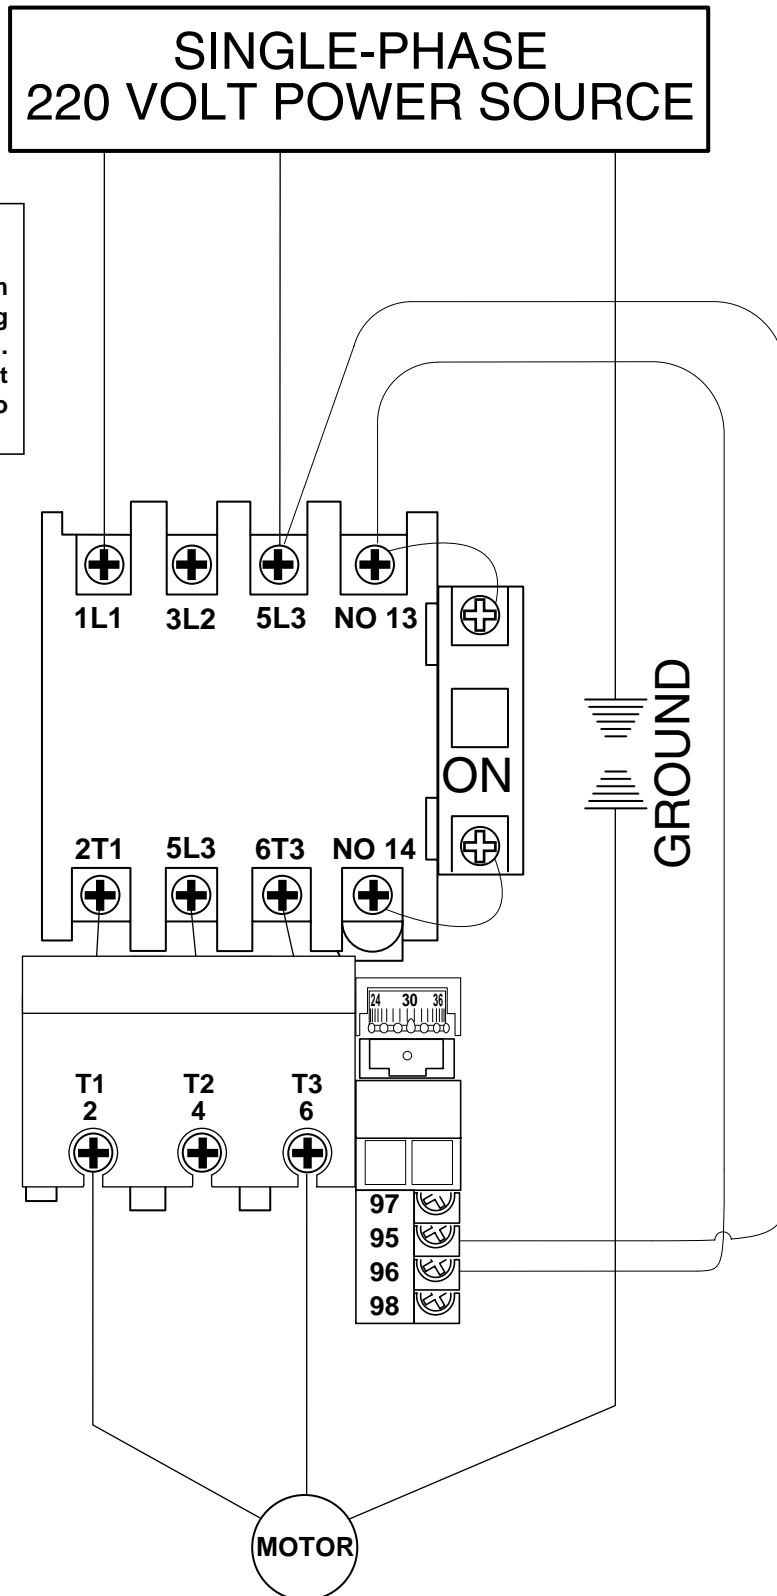 SINGLE-PHASE
220 VOLT POWER SOURCE
.
1L1 3L2 5L3 NO 13
ON
GROUND
2T1 5L3 6T3 NO 14
24 30 36
T1 T2 T3
2 4 6
97
95
96
98
MOTOR